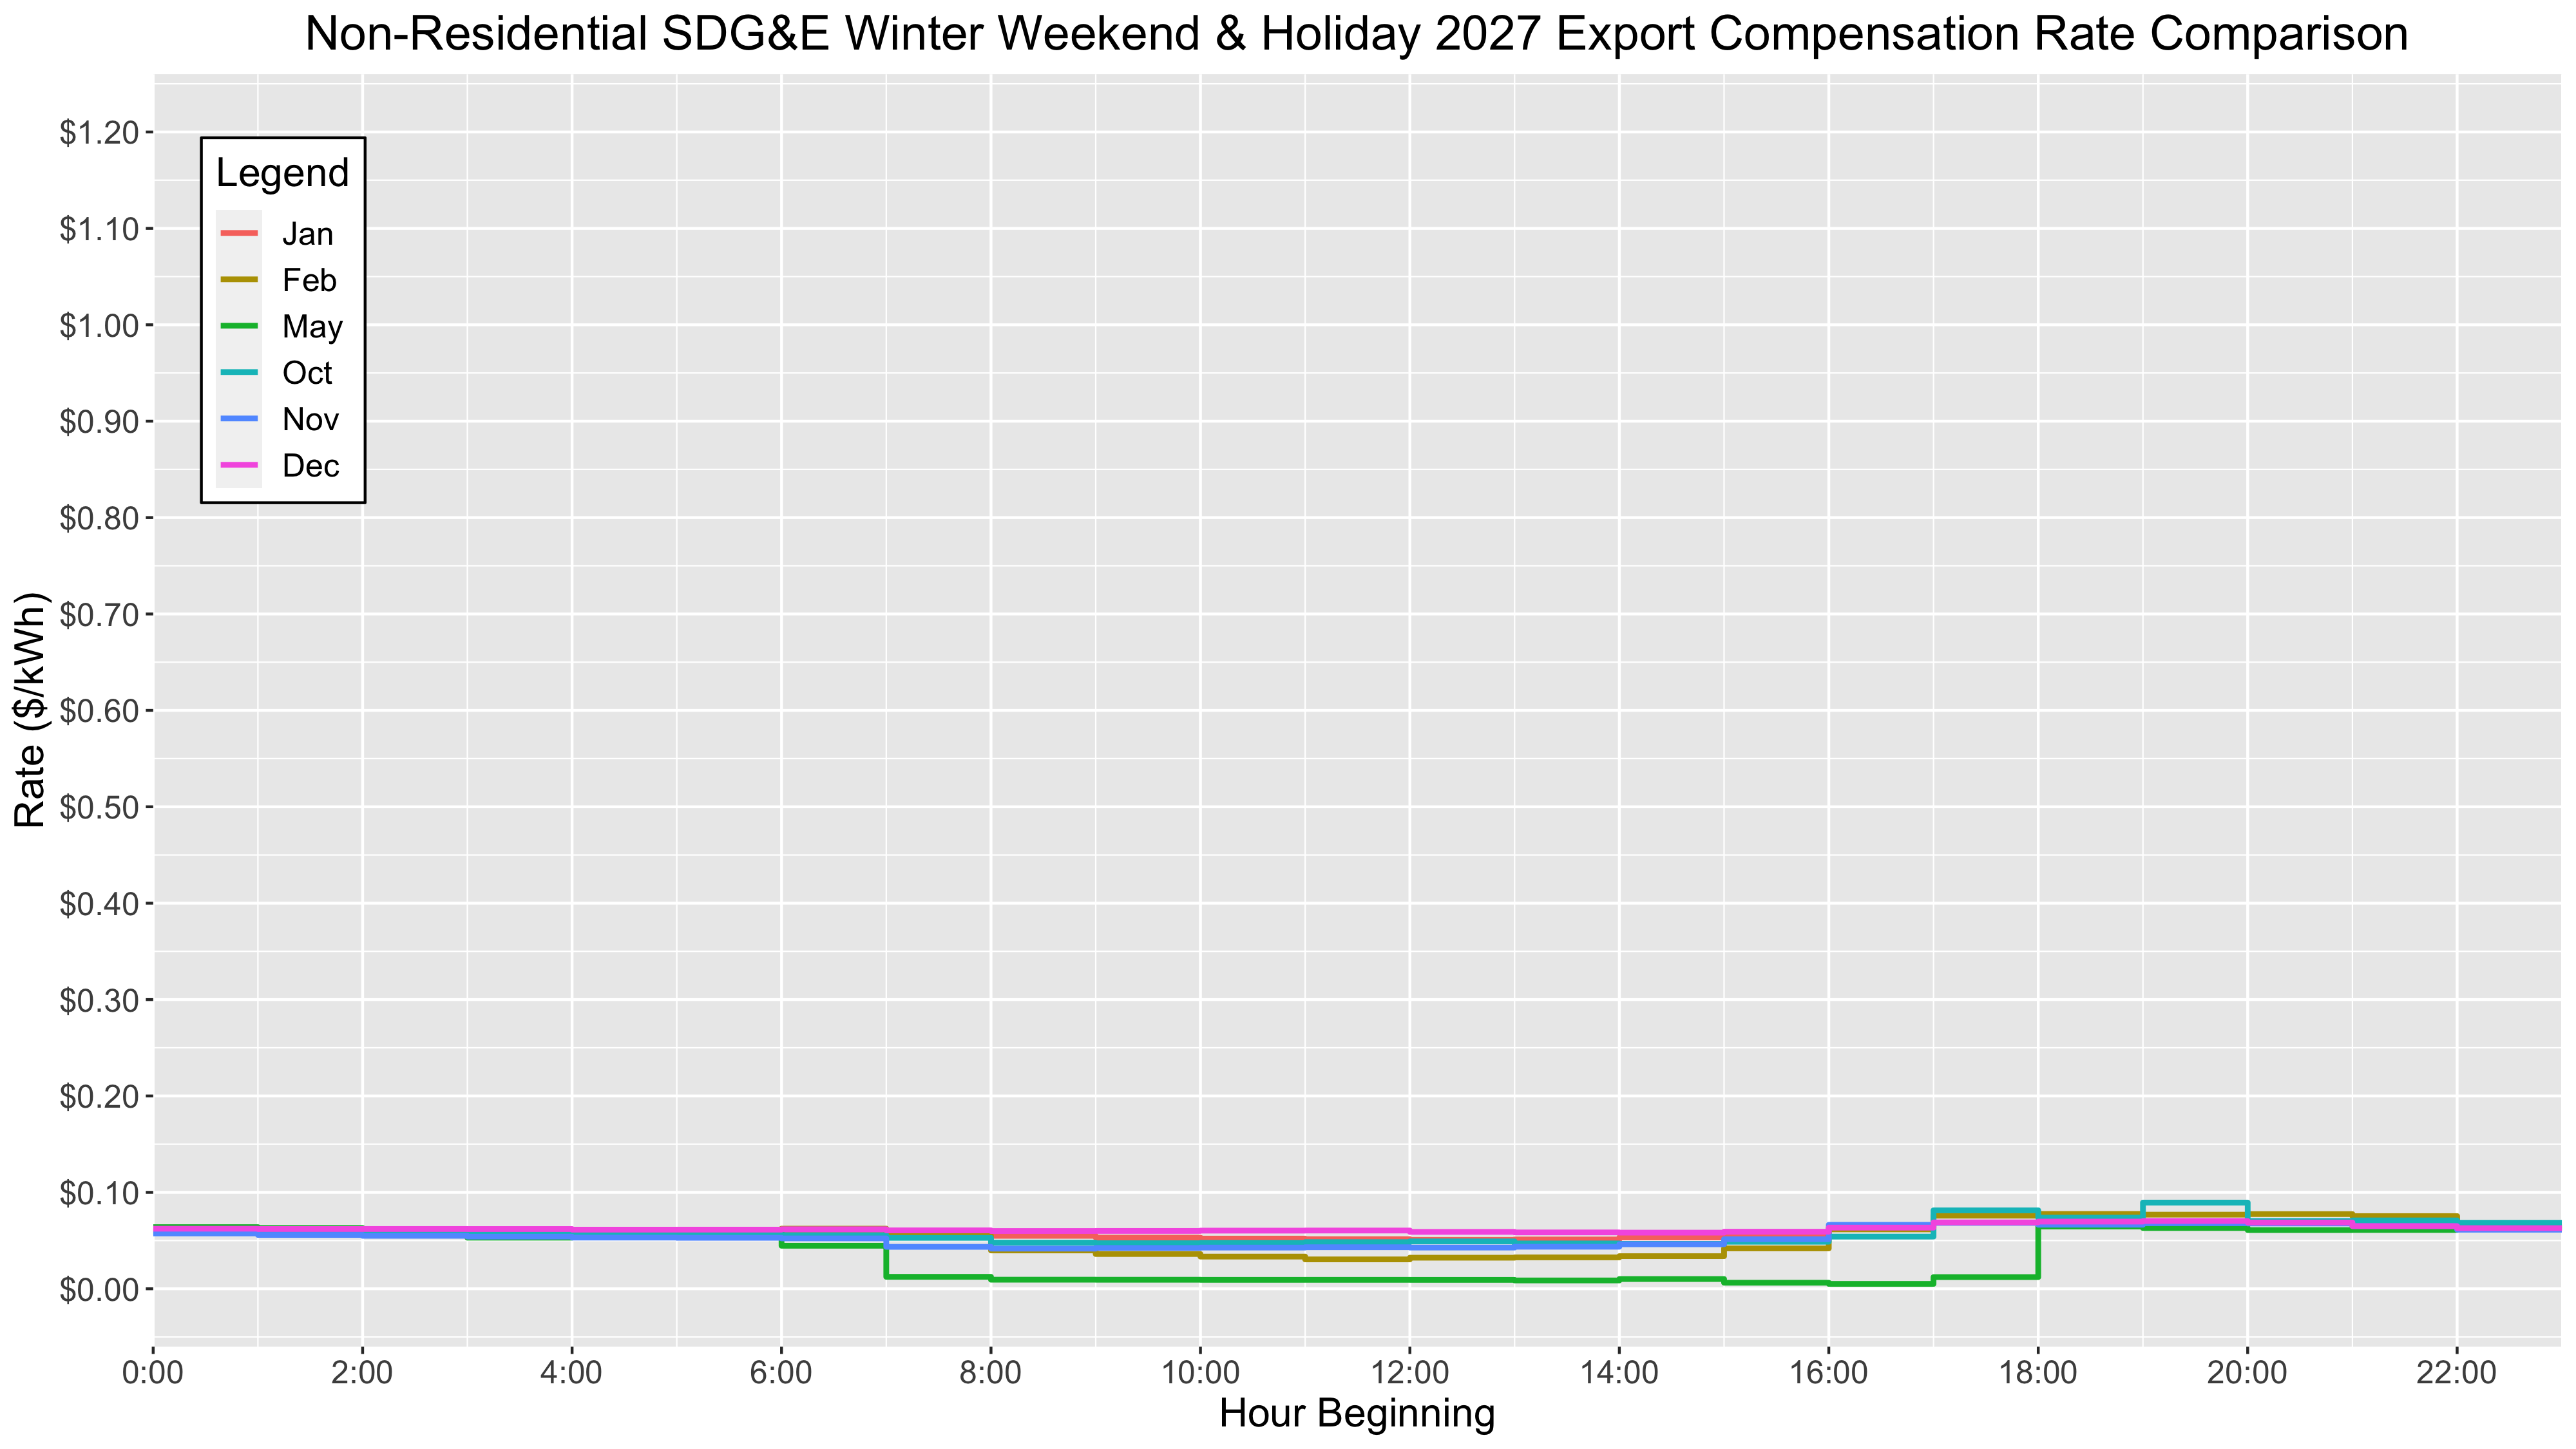 Non-Residential SDG&E Winter Weekend & Holiday 2027 Export Compensation Rate Comparison
$1.20
$1.10
$1.00
$0.90
$0.80
$0.70
$0.60
$0.50
$0.40
$0.30
$0.20
$0.10
$0.00
Rate ($/kWh)
Legend
Jan
Feb
May
Oct
Nov
Dec
0:00 2:00 4:00 6:00 8:00 10:00 12:00 14:00 16:00 18:00 20:00 22:00
Hour Beginning